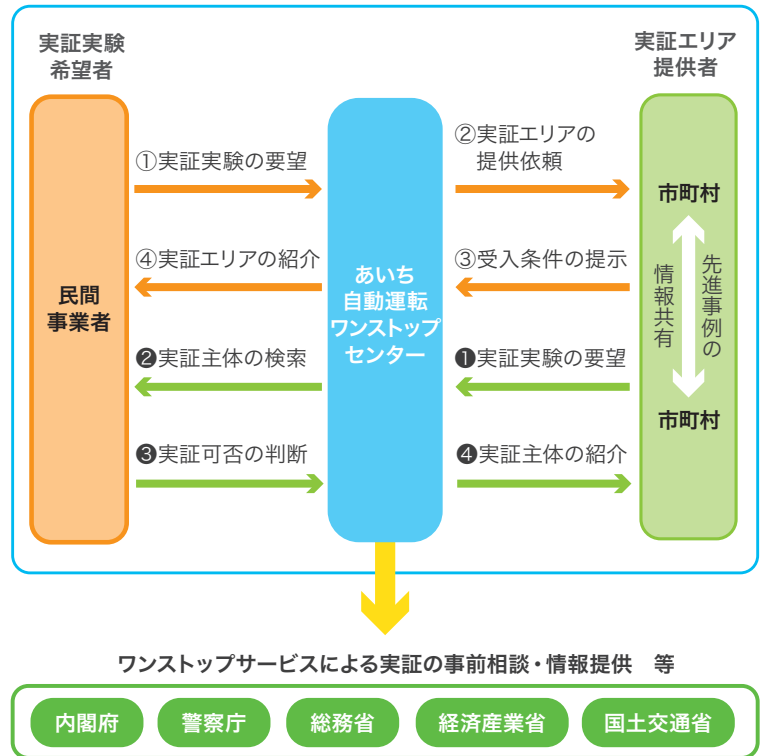 実証実験
希望者
実証エリア
提供者
①実証実験の要望
②実証エリアの
提供依頼
④実証エリアの紹介
③受入条件の提示
❷実証主体の検索
❶実証実験の要望
❸実証可否の判断
❹実証主体の紹介
民間
事業者
あいち
自動運転
ワンストップ
センター
市町村
先進事例の
情報共有
市町村
ワンストップサービスによる実証の事前相談・情報提供　等
内閣府
警察庁
総務省
経済産業省
国土交通省